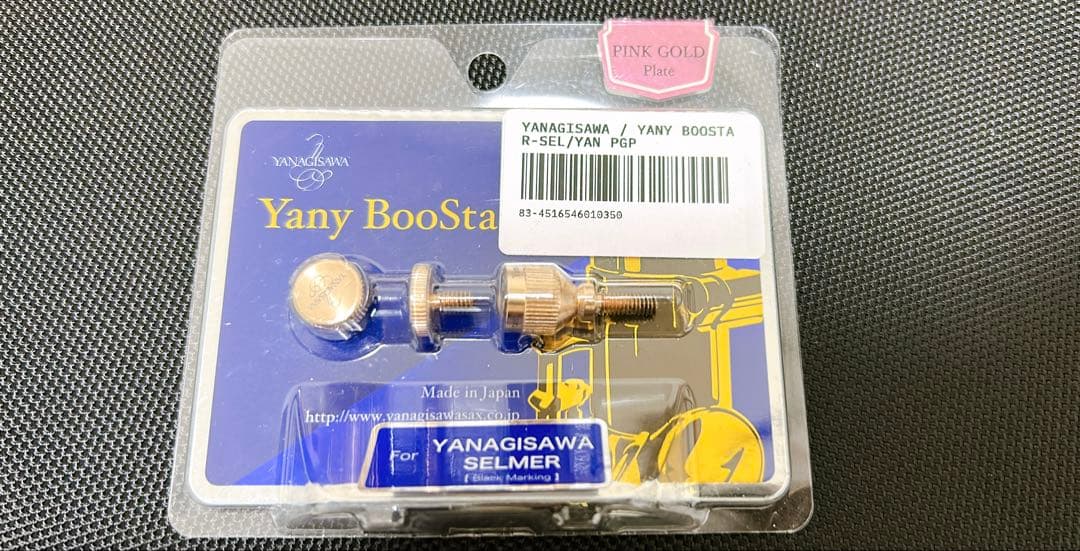 PINK GOLD
Plate
YANAGISAWA / YANY BOOSTA
R-SEL/YAN PGP
83-4516546010350
YANAGISAWA
Yany BooSta
Made in Japan
http://www.yanagisawasax.co.jp
For YANAGISAWA
SELMER
[ Black Marking ]